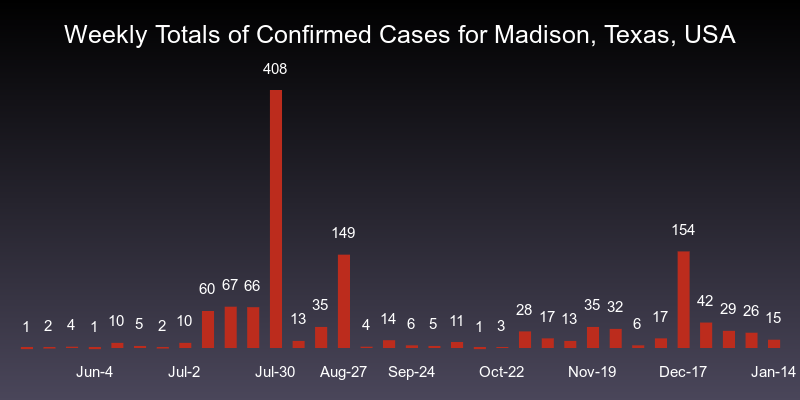 Weekly Totals of Confirmed Cases for Madison, Texas, USA
408
154
149
60 67 66
42
28 35 32 29 26
35
1 2 4 1 10 5 2 10 13 4 14 6 5 11 1 3 17 13 6 17 15
Jun-4 Jul-2 Jul-30 Aug-27 Sep-24 Oct-22 Nov-19 Dec-17 Jan-14